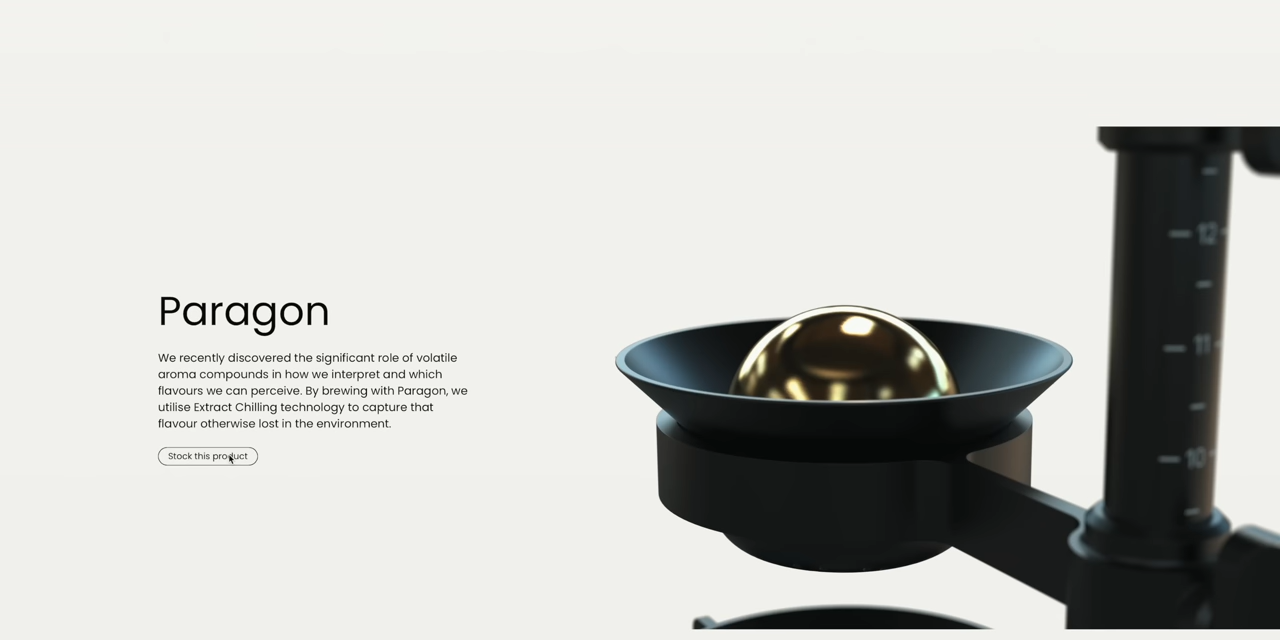 Paragon
We recently discovered the significant role of volatile
aroma compounds in how we interpret and which
flavours we can perceive. By brewing with Paragon, we
utilise Extract Chilling technology to capture that
flavour otherwise lost in the environment.
Stock this product
12
11
10